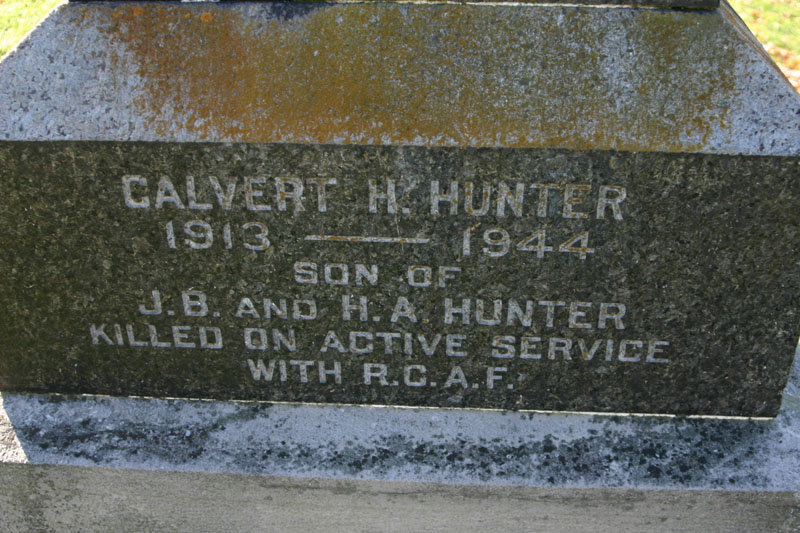 CALVERT H. HUNTER
1913 — 1944
SON OF
J.B. AND H.A. HUNTER
KILLED ON ACTIVE SERVICE
WITH R.C.A.F.